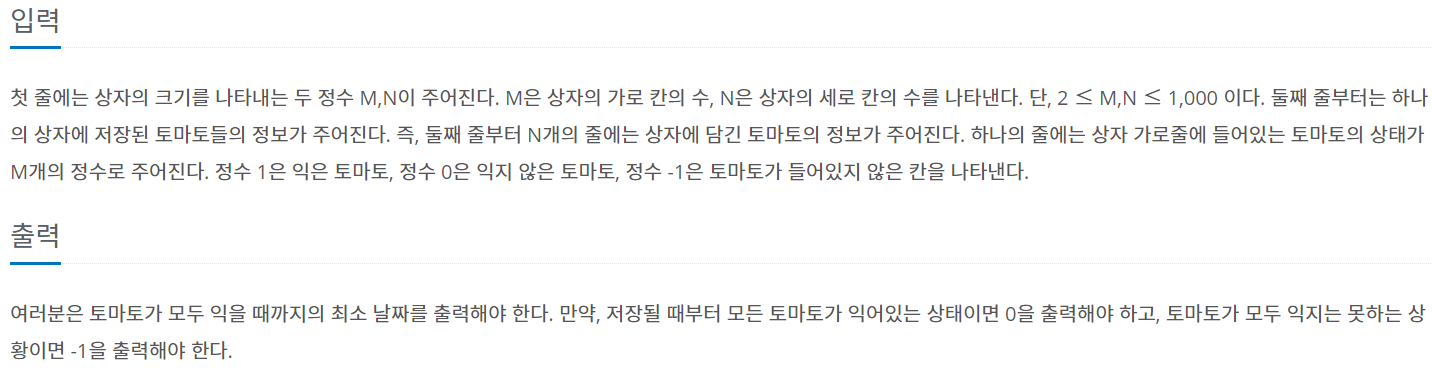 입력
첫 줄에는 상자의 크기를 나타내는 두 정수 M,N이 주어진다. M은 상자의 가로 칸의 수, N은 상자의 세로 칸의 수를 나타낸다. 단, 2 ≤ M,N ≤ 1,000 이다. 둘째 줄부터는 하나
의 상자에 저장된 토마토들의 정보가 주어진다. 즉, 둘째 줄부터 N개의 줄에는 상자에 담긴 토마토의 정보가 주어진다. 하나의 줄에는 상자 가로줄에 들어있는 토마토의 상태가
M개의 정수로 주어진다. 정수 1은 익은 토마토, 정수 0은 익지 않은 토마토, 정수 -1은 토마토가 들어있지 않은 칸을 나타낸다.
출력
여러분은 토마토가 모두 익을 때까지의 최소 날짜를 출력해야 한다. 만약, 저장될 때부터 모든 토마토가 익어있는 상태이면 0을 출력해야 하고, 토마토가 모두 익지는 못하는 상
황이면 -1을 출력해야 한다.